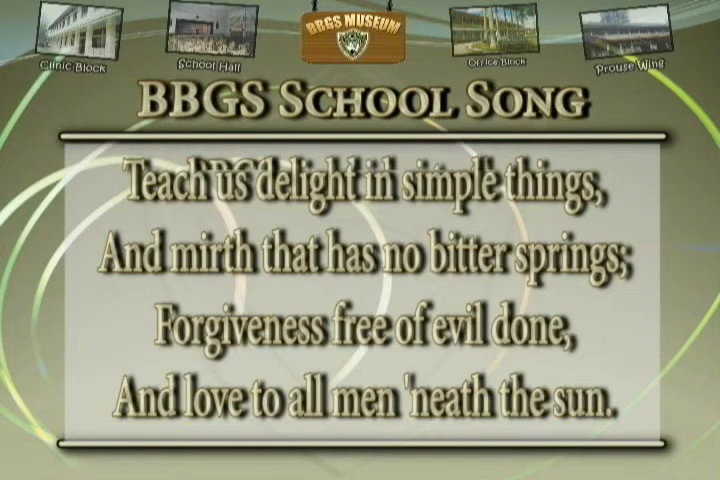 BBGS MUSEUM
Clinic Block
School Hall
Office Block
Prouse Wing
BBGS SCHOOL SONG
Teach us delight in simple things,
And mirth that has no bitter springs;
Forgiveness free of evil done,
And love to all men 'neath the sun.